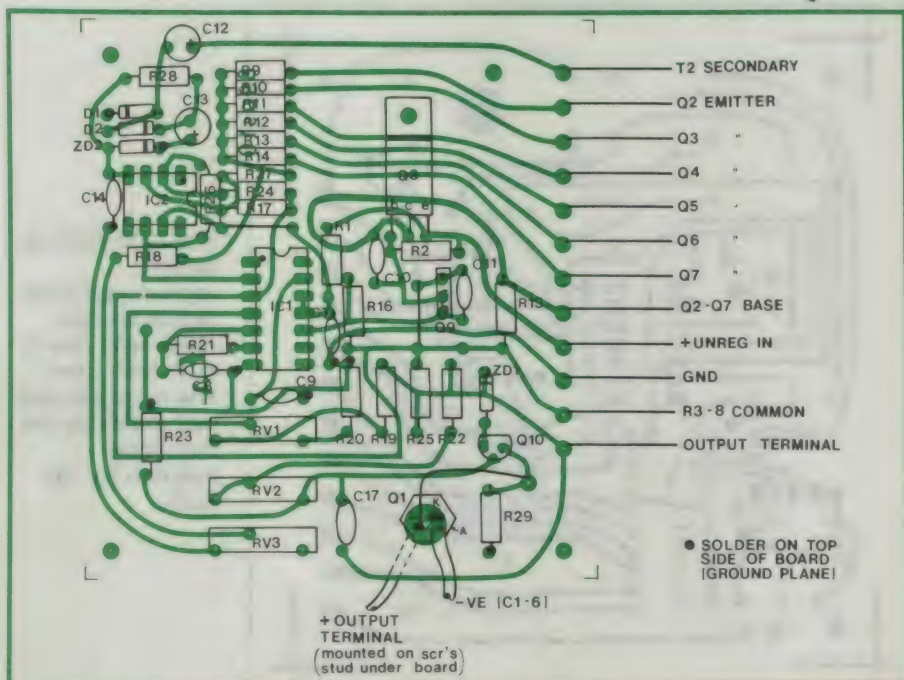 C12
R28
R9
R10
R11
R12
R13
R14
R27
R24
R17
D1
D2
ZD2
C13
C14
IC2
R18
Q8
b c e
R1
R2
C10
C11
R16
Q9
R15
IC1
R21
C9
ZD1
R23
RV1
R20
R19
R25
R22
Q10
RV2
C17
Q1
K
A
R29
RV3
T2 SECONDARY
Q2 EMITTER
Q3 "
Q4 "
Q5 "
Q6 "
Q7 "
Q2-Q7 BASE
+UNREG IN
GND
R3-8 COMMON
OUTPUT TERMINAL
SOLDER ON TOP
SIDE OF BOARD
(GROUND PLANE)
-VE (C1-6)
+ OUTPUT
TERMINAL
(mounted on scr's
stud under board)